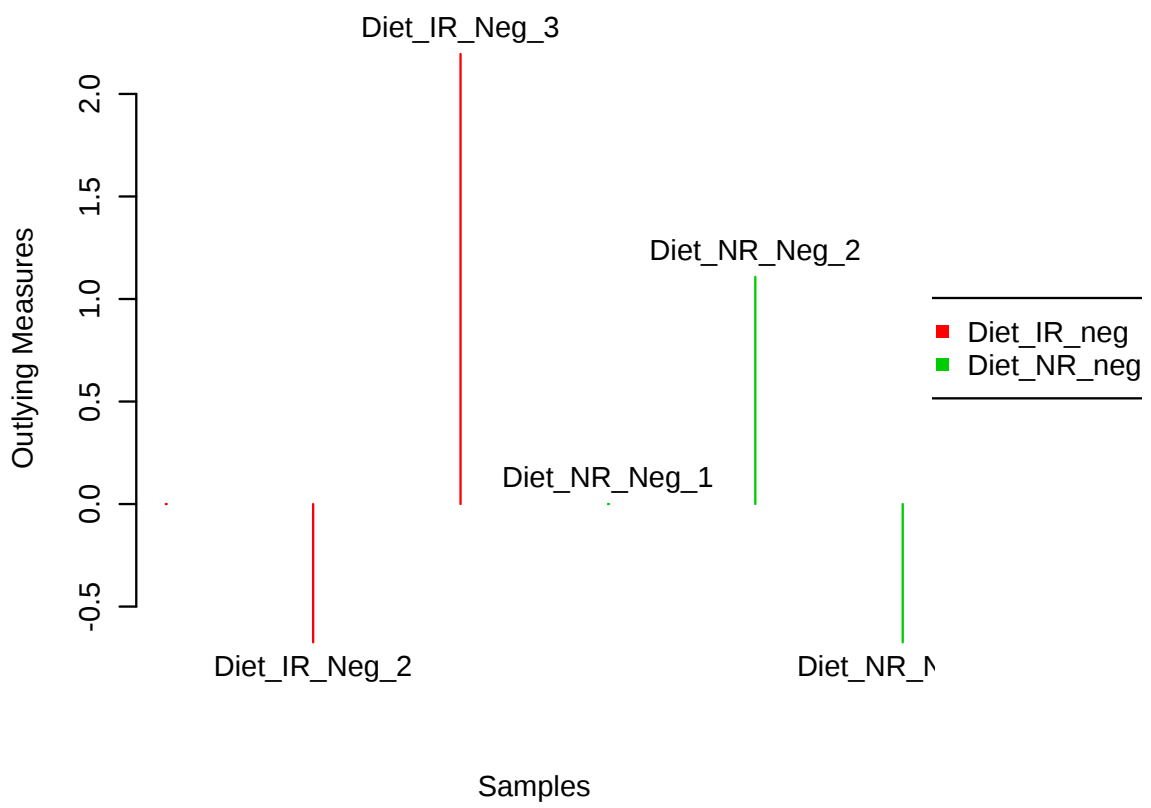 Diet_IR_Neg_3
Outlying Measures
2.0
1.5
1.0
0.5
0.0
-0.5
Diet_NR_Neg_2
Diet_NR_Neg_1
Diet_IR_Neg_2
Diet_NR_N
Diet_IR_neg
Diet_NR_neg
Samples